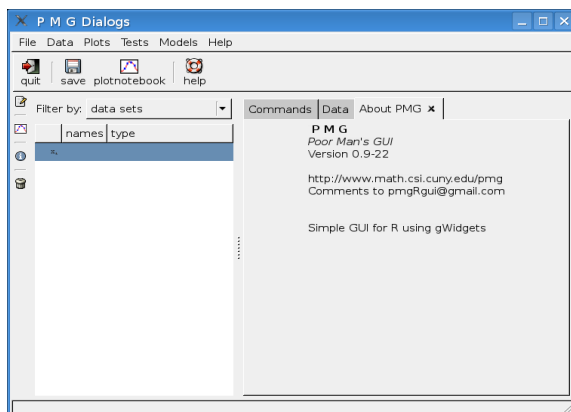 P M G Dialogs
File Data Plots Tests Models Help
quit save plotnotebook help
Filter by: data sets
names type
Commands Data About PMG
P M G
Poor Man's GUI
Version 0.9-22
http://www.math.csi.cuny.edu/pmg
Comments to pmgRgui@gmail.com
Simple GUI for R using gWidgets